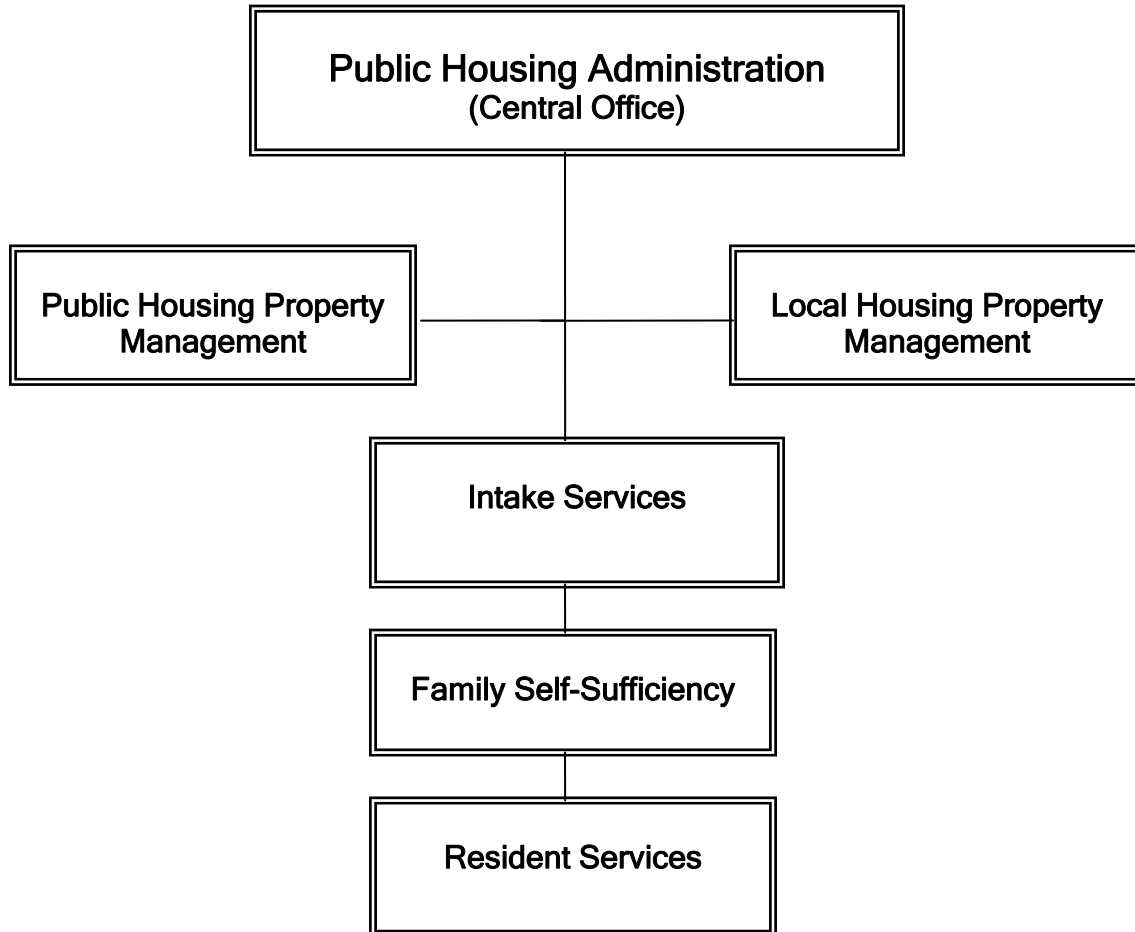 Public Housing Administration
(Central Office)
Public Housing Property
Management
Local Housing Property
Management
Intake Services
Family Self-Sufficiency
Resident Services